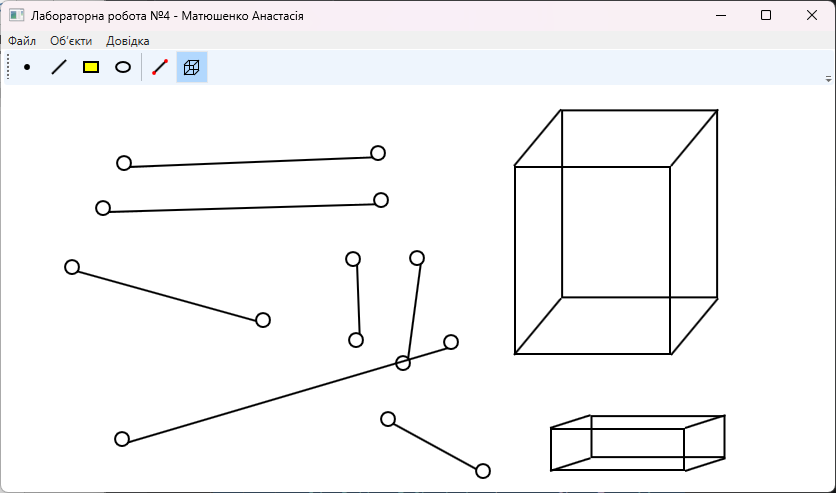 Лабораторна робота №4 - Матюшенко Анастасія
Файл Об'єкти Довідка